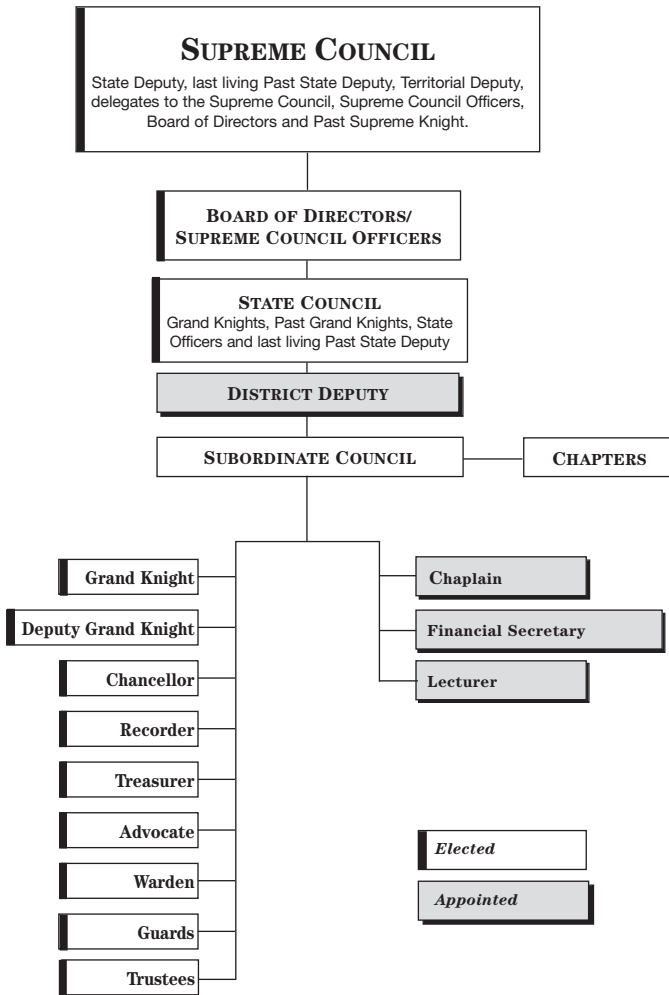 SUPREME COUNCIL
State Deputy, last living Past State Deputy, Territorial Deputy,
delegates to the Supreme Council, Supreme Council Officers,
Board of Directors and Past Supreme Knight.
BOARD OF DIRECTORS/
SUPREME COUNCIL OFFICERS
STATE COUNCIL
Grand Knights, Past Grand Knights, State
Officers and last living Past State Deputy
DISTRICT DEPUTY
SUBORDINATE COUNCIL
CHAPTERS
Grand Knight
Deputy Grand Knight
Chancellor
Recorder
Treasurer
Advocate
Warden
Guards
Trustees
Chaplain
Financial Secretary
Lecturer
Elected
Appointed